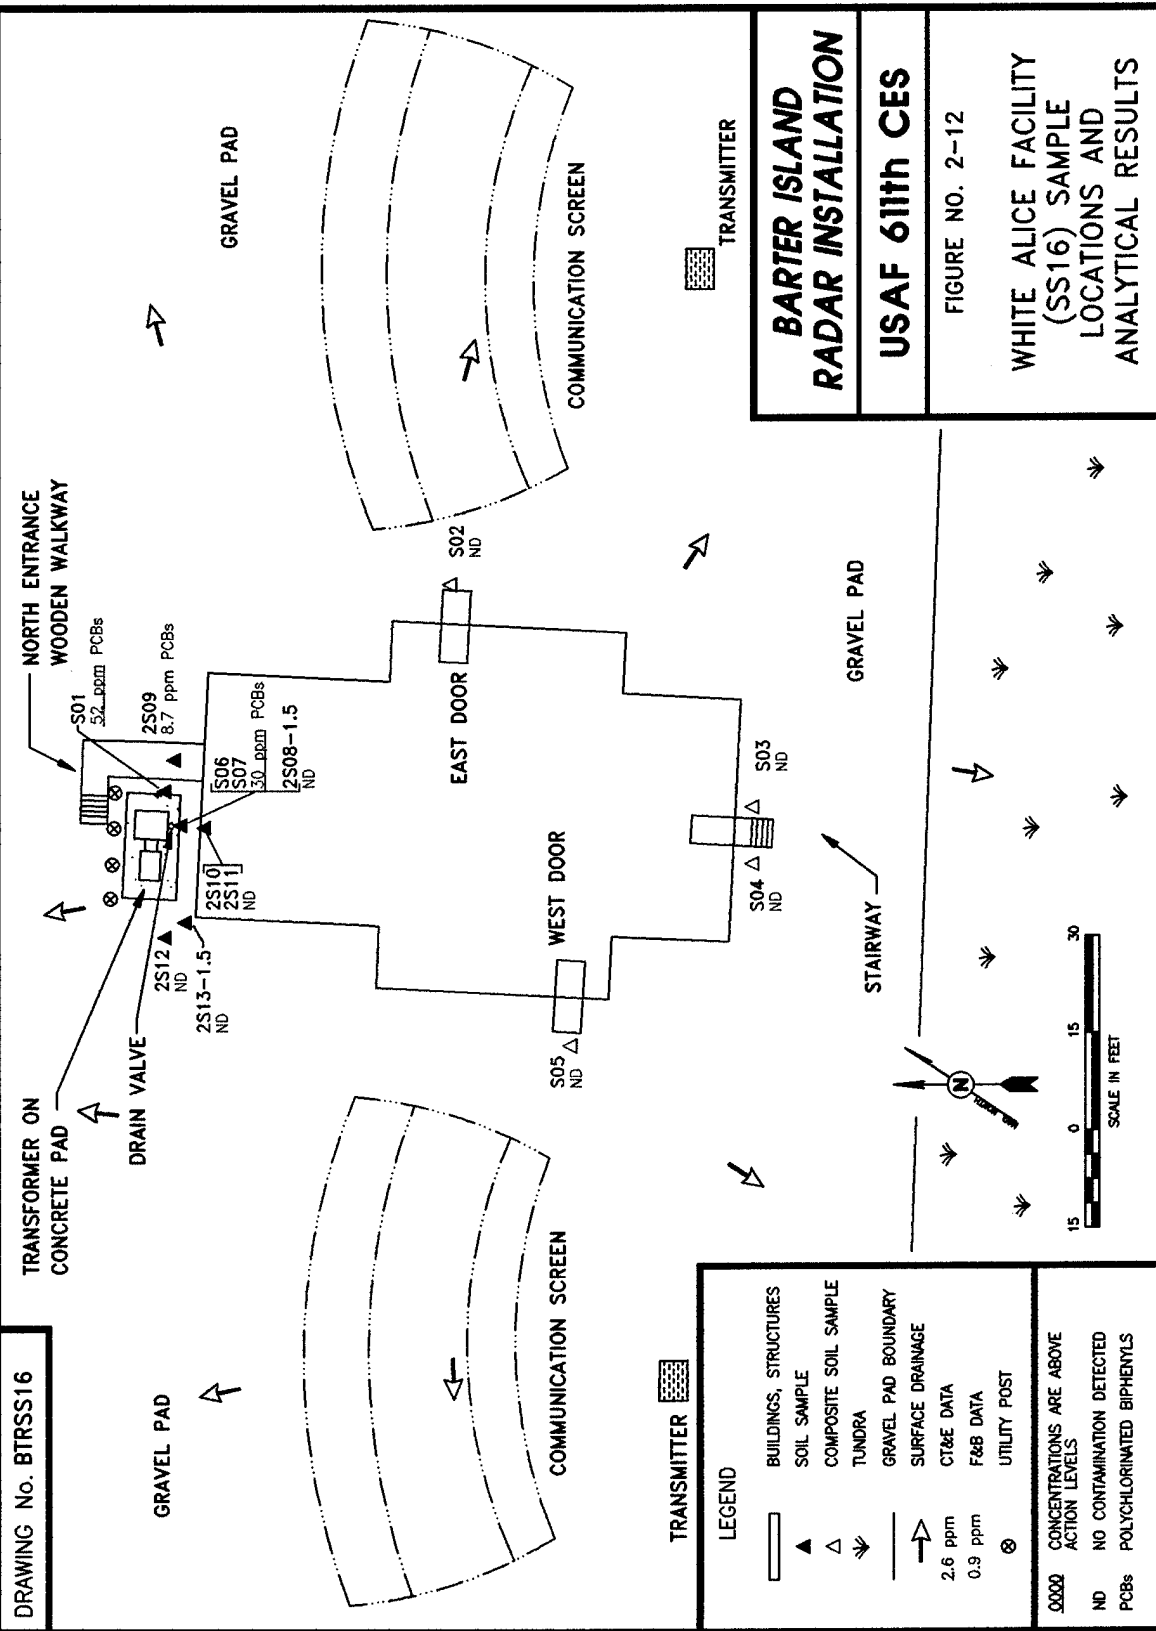 DRAWING No. BTRSS16
TRANSFORMER ON
CONCRETE PAD
DRAIN VALVE
NORTH ENTRANCE
WOODEN WALKWAY
S01
52 ppm PCBs
2S09
8.7 ppm PCBs
S06
S07
30 ppm PCBs
2S08-1.5
ND
2S10
2S11
ND
2S12
ND
2S13-1.5
ND
GRAVEL PAD
GRAVEL PAD
COMMUNICATION SCREEN
COMMUNICATION SCREEN
EAST DOOR
S02
ND
WEST DOOR
S05
ND
S04
ND
S03
ND
STAIRWAY
GRAVEL PAD
TRANSMITTER
TRANSMITTER
N
MAG NORTH
15 0 15 30
SCALE IN FEET
LEGEND
BUILDINGS, STRUCTURES
SOIL SAMPLE
COMPOSITE SOIL SAMPLE
TUNDRA
GRAVEL PAD BOUNDARY
SURFACE DRAINAGE
2.6 ppm CT&E DATA
0.9 ppm F&B DATA
UTILITY POST
0000 CONCENTRATIONS ARE ABOVE
ACTION LEVELS
ND NO CONTAMINATION DETECTED
PCBs POLYCHLORINATED BIPHENYLS
BARTER ISLAND
RADAR INSTALLATION
USAF 611th CES
FIGURE NO. 2-12
WHITE ALICE FACILITY
(SS16) SAMPLE
LOCATIONS AND
ANALYTICAL RESULTS